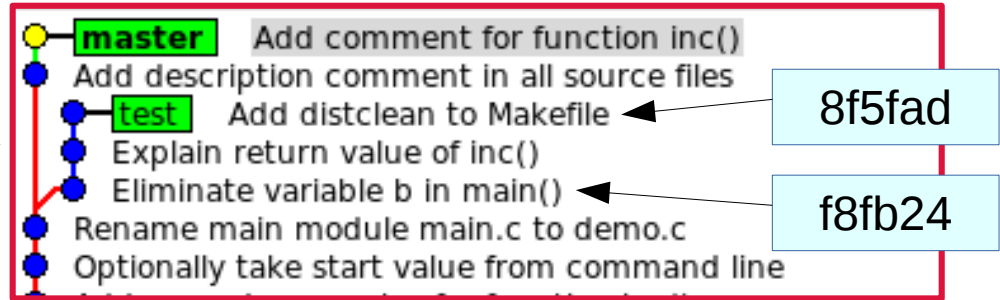 master Add comment for function inc()
Add description comment in all source files
test Add distclean to Makefile
8f5fad
Explain return value of inc()
Eliminate variable b in main()
f8fb24
Rename main module main.c to demo.c
Optionally take start value from command line